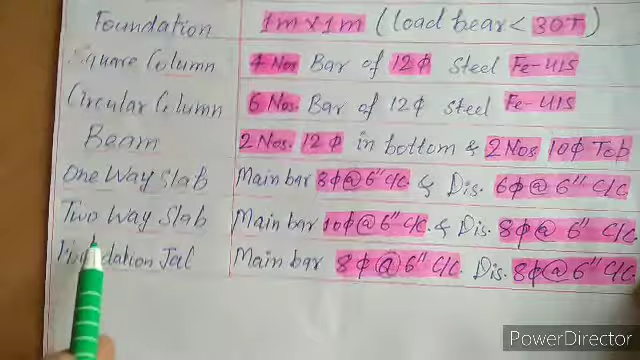 Foundation 1m x 1m (load bear < 30T)
Square Column 4 Nos Bar of 12ϕ Steel Fe-415
Circular Column 6 Nos. Bar of 12ϕ steel Fe-415
Beam 2 Nos. 12ϕ in bottom & 2 Nos 10ϕ Top
One Way Slab Main bar 8ϕ@6" C/C. & Dis. 6ϕ@6" C/C
Two Way Slab Main bar 10ϕ@6" C/C. & Dis. 8ϕ@6" C/C.
Foundation Jal Main bar 8ϕ@6" C/C. Dis. 8ϕ@6" C/C
PowerDirector